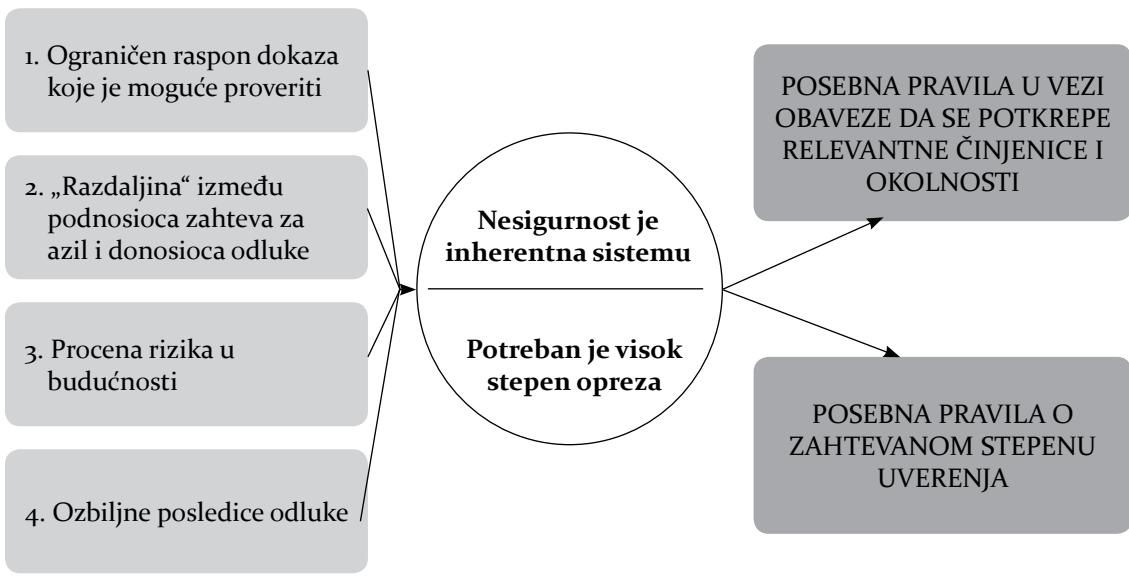 1. Ograničen raspon dokaza
koje je moguće proveriti
2. „Razdaljina“ između
podnosioca zahteva za
azil i donosioca odluke
3. Procena rizika u
budućnosti
4. Ozbiljne posledice odluke
Nesigurnost je
inherentna sistemu
Potreban je visok
stepen opreza
POSEBNA PRAVILA U VEZI
OBAVEZE DA SE POTKREPE
RELEVANTNE ČINJENICE I
OKOLNOSTI
POSEBNA PRAVILA O
ZAHTEVANOM STEPENU
UVERENJA